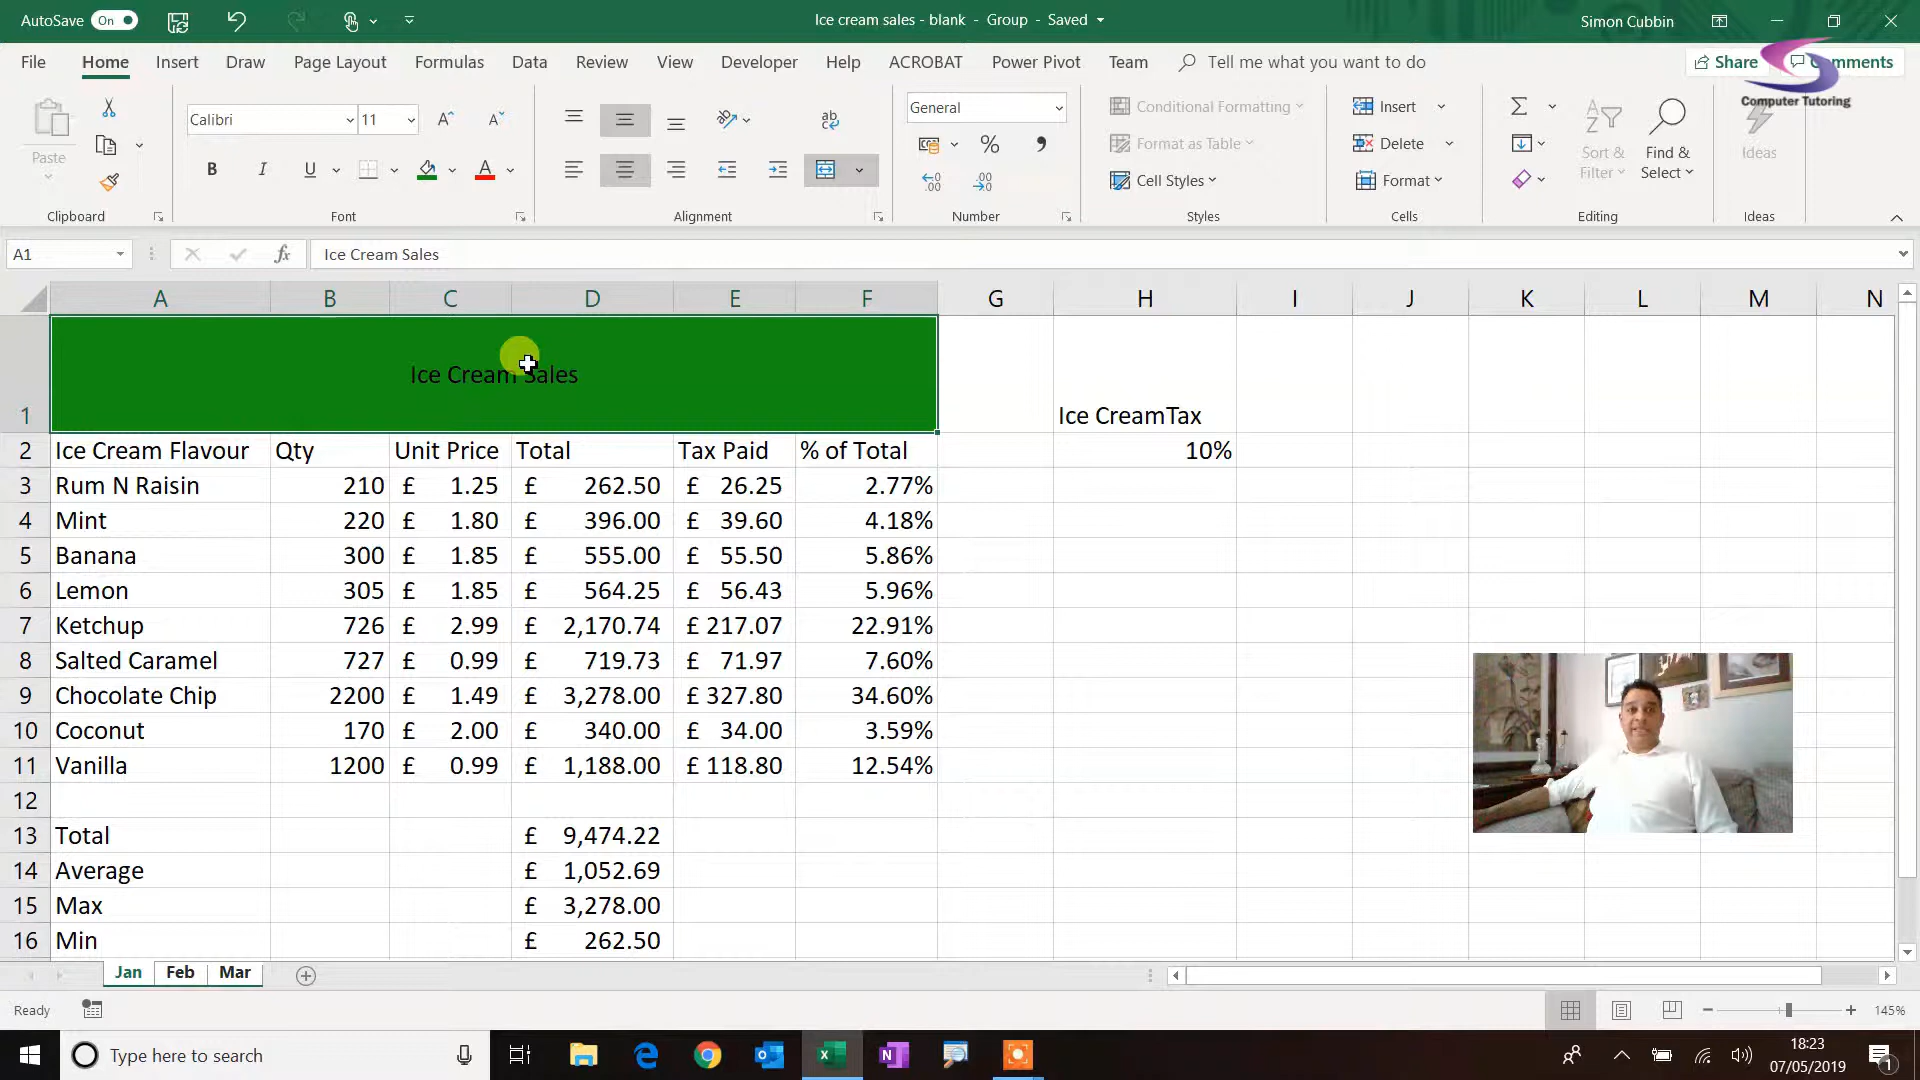 AutoSave On Ice cream sales - blank - Group - Saved Simon Cubbin
File Home Insert Draw Page Layout Formulas Data Review View Developer Help ACROBAT Power Pivot Team Tell me what you want to do Share Comments
Computer Tutoring
Paste Calibri 11 General Conditional Formatting Insert Sort & Filter Find & Select Ideas
Format as Table Delete
B I U A % , Cell Styles Format
Clipboard Font Alignment Number Styles Cells Editing Ideas
A1 fx Ice Cream Sales
A B C D E F G H I J K L M N
Ice Cream Sales
1 Ice CreamTax
2 Ice Cream Flavour Qty Unit Price Total Tax Paid % of Total 10%
3 Rum N Raisin 210 £ 1.25 £ 262.50 £ 26.25 2.77%
4 Mint 220 £ 1.80 £ 396.00 £ 39.60 4.18%
5 Banana 300 £ 1.85 £ 555.00 £ 55.50 5.86%
6 Lemon 305 £ 1.85 £ 564.25 £ 56.43 5.96%
7 Ketchup 726 £ 2.99 £ 2,170.74 £ 217.07 22.91%
8 Salted Caramel 727 £ 0.99 £ 719.73 £ 71.97 7.60%
9 Chocolate Chip 2200 £ 1.49 £ 3,278.00 £ 327.80 34.60%
10 Coconut 170 £ 2.00 £ 340.00 £ 34.00 3.59%
11 Vanilla 1200 £ 0.99 £ 1,188.00 £ 118.80 12.54%
12
13 Total £ 9,474.22
14 Average £ 1,052.69
15 Max £ 3,278.00
16 Min £ 262.50
Jan Feb Mar
Ready 145%
Type here to search 18:23
07/05/2019 1